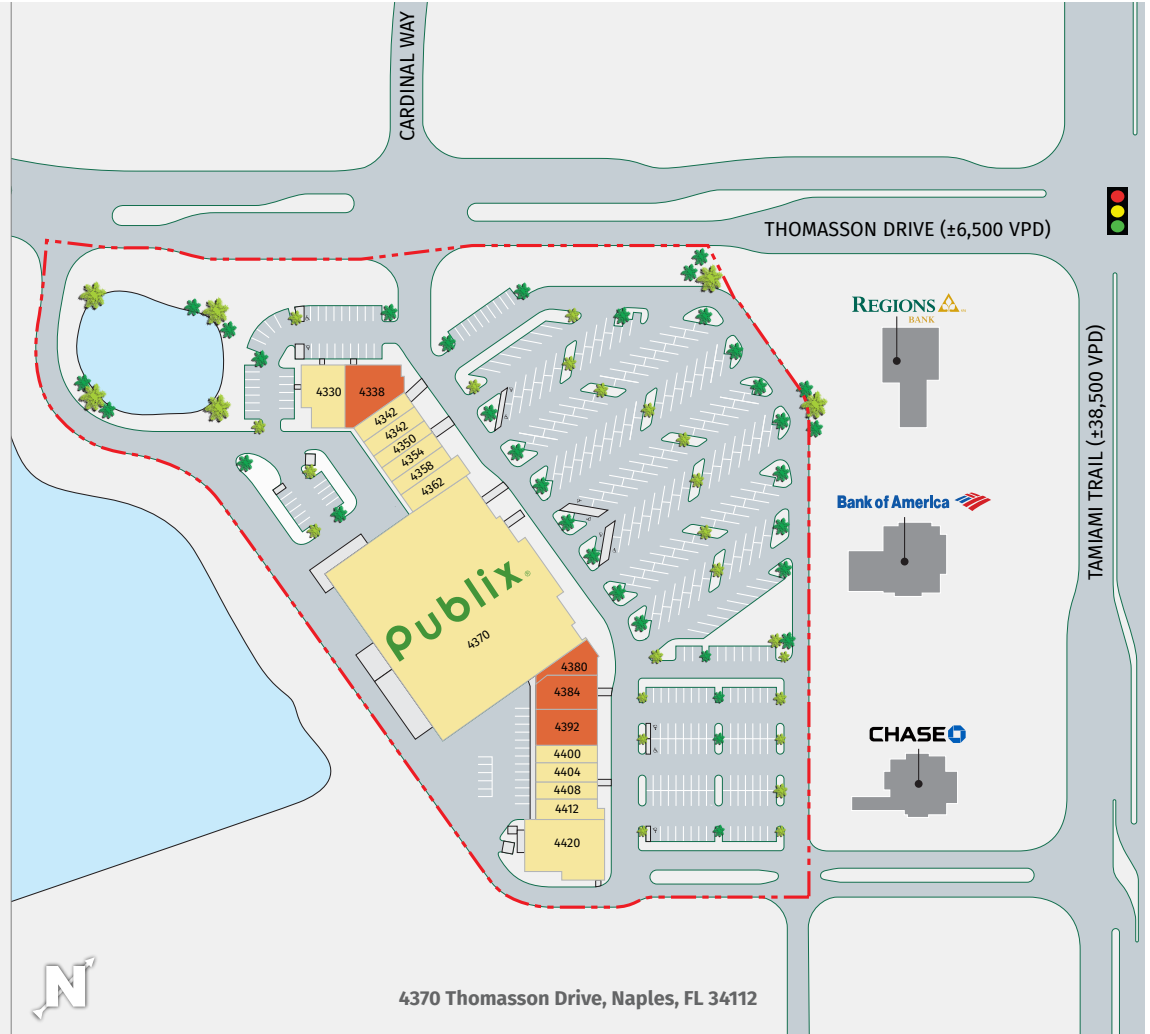 CARDINAL WAY
THOMASSON DRIVE (±6,500 VPD)
REGIONS
BANK
TAMIAMI TRAIL (±38,500 VPD)
4330
4338
4342
4342
4350
4354
4358
4362
Bank of America
Publix®
4370
4380
4384
4392
4400
4404
4408
4412
4420
CHASE
N
4370 Thomasson Drive, Naples, FL 34112